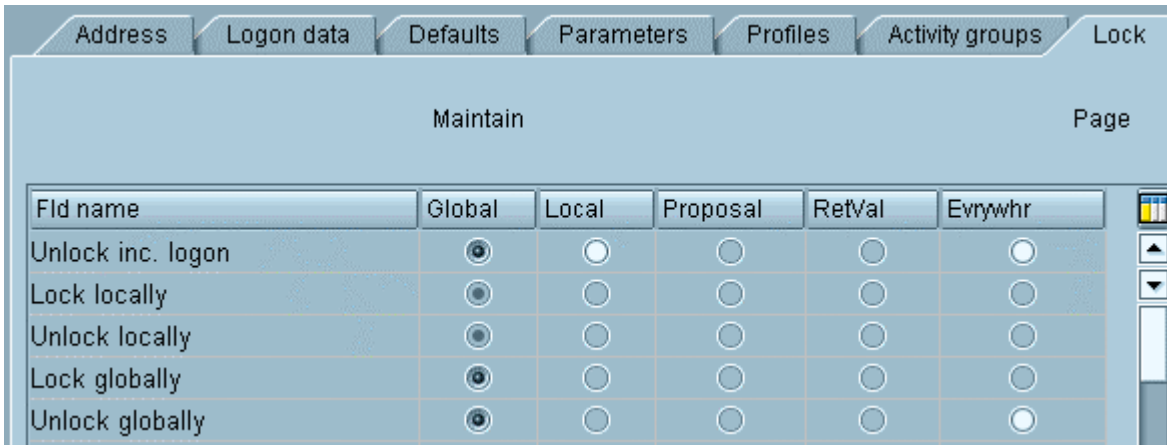 Address Logon data Defaults Parameters Profiles Activity groups Lock
Maintain Page
Fld name Global Local Proposal RetVal Evrywhr
Unlock inc. logon
Lock locally
Unlock locally
Lock globally
Unlock globally